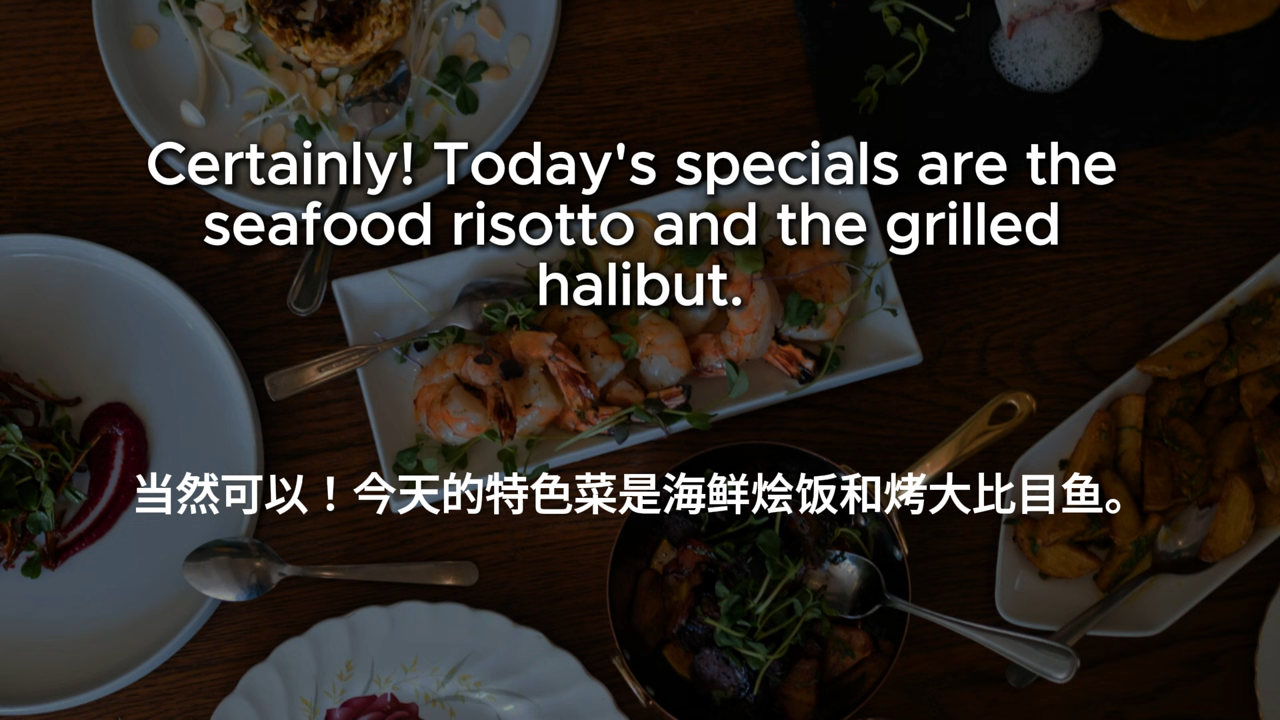 Certainly! Today's specials are the
seafood risotto and the grilled
halibut.
当然可以！今天的特色菜是海鲜烩饭和烤大比目鱼。